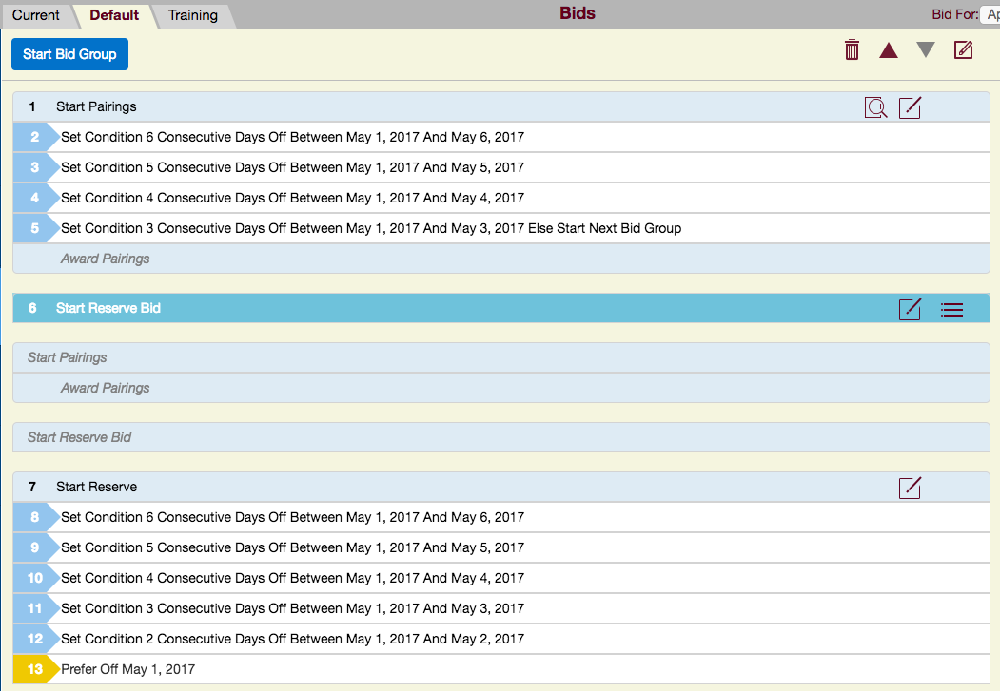 Current Default Training Bids Bid For: Ap
Start Bid Group
1 Start Pairings
2 Set Condition 6 Consecutive Days Off Between May 1, 2017 And May 6, 2017
3 Set Condition 5 Consecutive Days Off Between May 1, 2017 And May 5, 2017
4 Set Condition 4 Consecutive Days Off Between May 1, 2017 And May 4, 2017
5 Set Condition 3 Consecutive Days Off Between May 1, 2017 And May 3, 2017 Else Start Next Bid Group
Award Pairings
6 Start Reserve Bid
Start Pairings
Award Pairings
Start Reserve Bid
7 Start Reserve
8 Set Condition 6 Consecutive Days Off Between May 1, 2017 And May 6, 2017
9 Set Condition 5 Consecutive Days Off Between May 1, 2017 And May 5, 2017
10 Set Condition 4 Consecutive Days Off Between May 1, 2017 And May 4, 2017
11 Set Condition 3 Consecutive Days Off Between May 1, 2017 And May 3, 2017
12 Set Condition 2 Consecutive Days Off Between May 1, 2017 And May 2, 2017
13 Prefer Off May 1, 2017